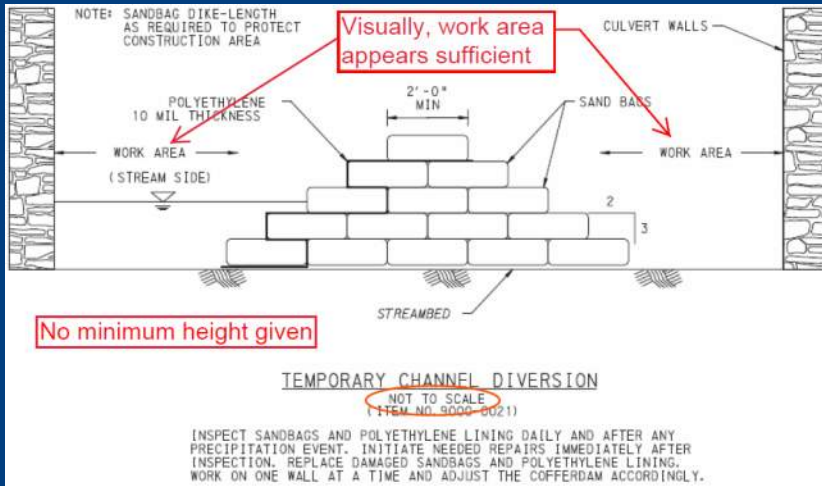 NOTE: SANDBAG DIKE-LENGTH
AS REQUIRED TO PROTECT
CONSTRUCTION AREA
Visually, work area
appears sufficient
CULVERT WALLS
POLYETHYLENE
10 MIL THICKNESS
2'-0"
MIN
SAND BAGS
WORK AREA
WORK AREA
(STREAM SIDE)
2
3
STREAMBED
No minimum height given
TEMPORARY CHANNEL DIVERSION
NOT TO SCALE
(ITEM NO. 9000-0021)
INSPECT SANDBAGS AND POLYETHYLENE LINING DAILY AND AFTER ANY
PRECIPITATION EVENT. INITIATE NEEDED REPAIRS IMMEDIATELY AFTER
INSPECTION. REPLACE DAMAGED SANDBAGS AND POLYETHYLENE LINING.
WORK ON ONE WALL AT A TIME AND ADJUST THE COFFERDAM ACCORDINGLY.